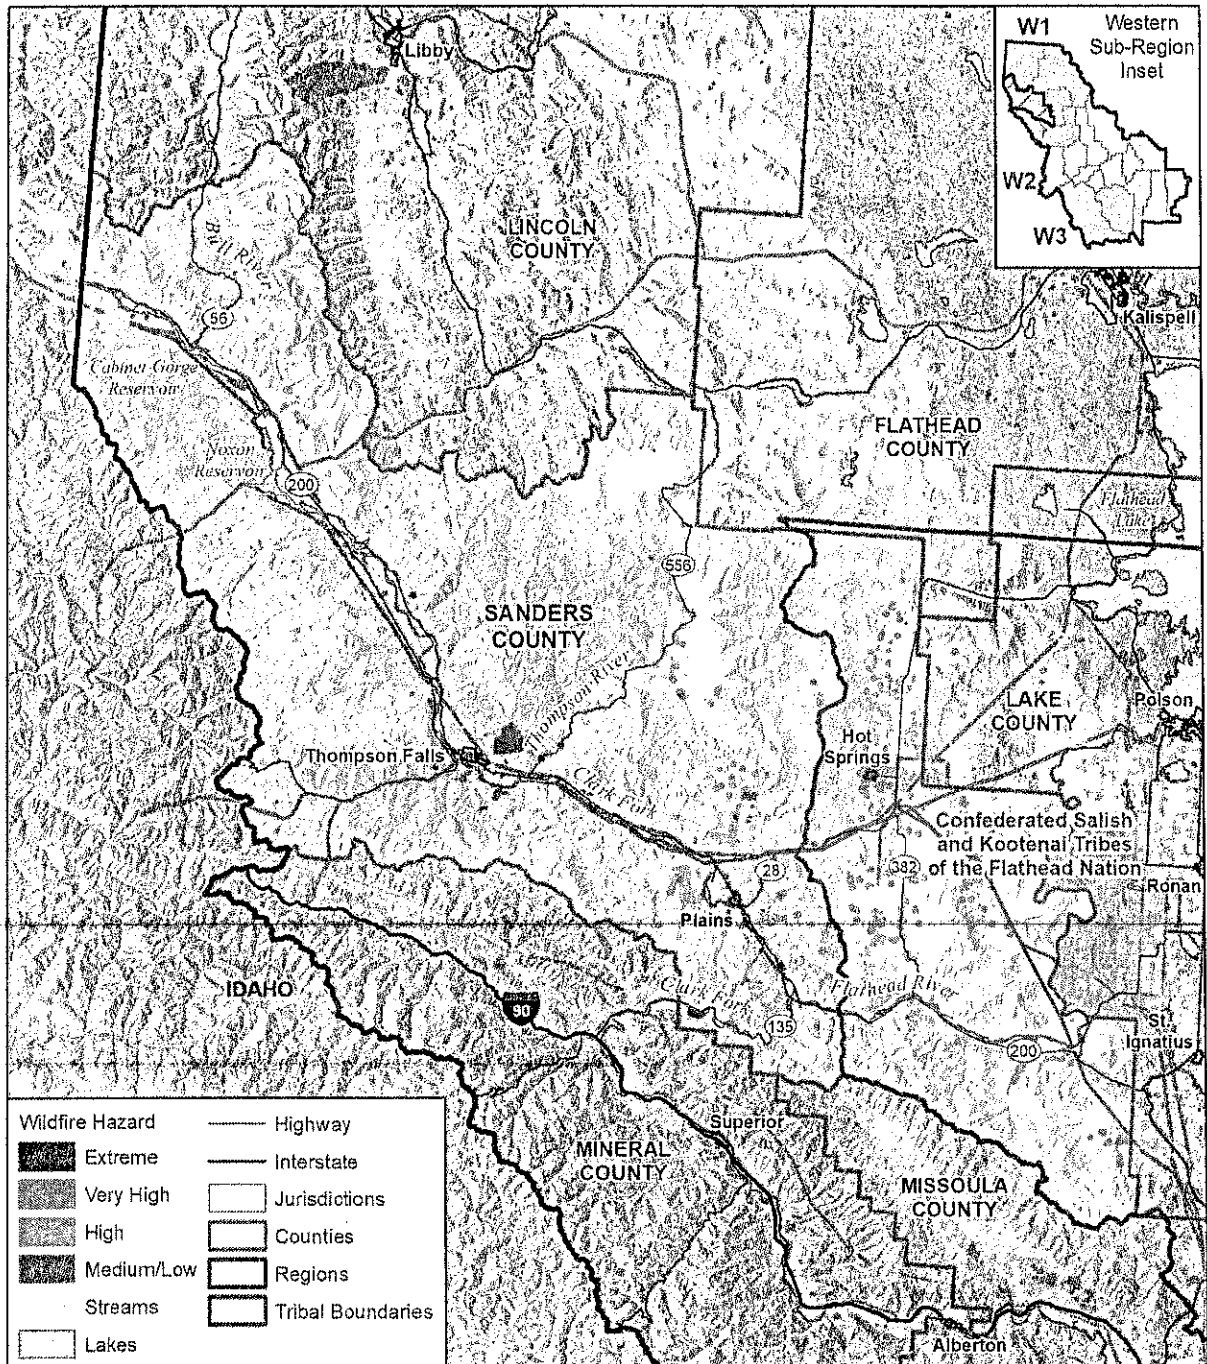 W1
Western
Sub-Region
Inset
W2
W3
Libby
LINCOLN
COUNTY
Bull River
56
Kalispell
Cabinet Gorge
Reservoir
FLATHEAD
COUNTY
Noxon
Reservoir
200
Flathead
Lake
556
SANDERS
COUNTY
Thompson River
LAKE
COUNTY
Polson
Hot
Springs
Thompson Falls
Clark Fork
Confederated Salish
and Kootenai Tribes
of the Flathead Nation
382
28
Ronan
Plains
IDAHO
90
Clark Fork
Flathead River
135
200
St.
Ignatius
Superior
MINERAL
COUNTY
MISSOULA
COUNTY
Alberton
Wildfire Hazard
Extreme
Very High
High
Medium/Low
Streams
Lakes
Highway
Interstate
Jurisdictions
Counties
Regions
Tribal Boundaries